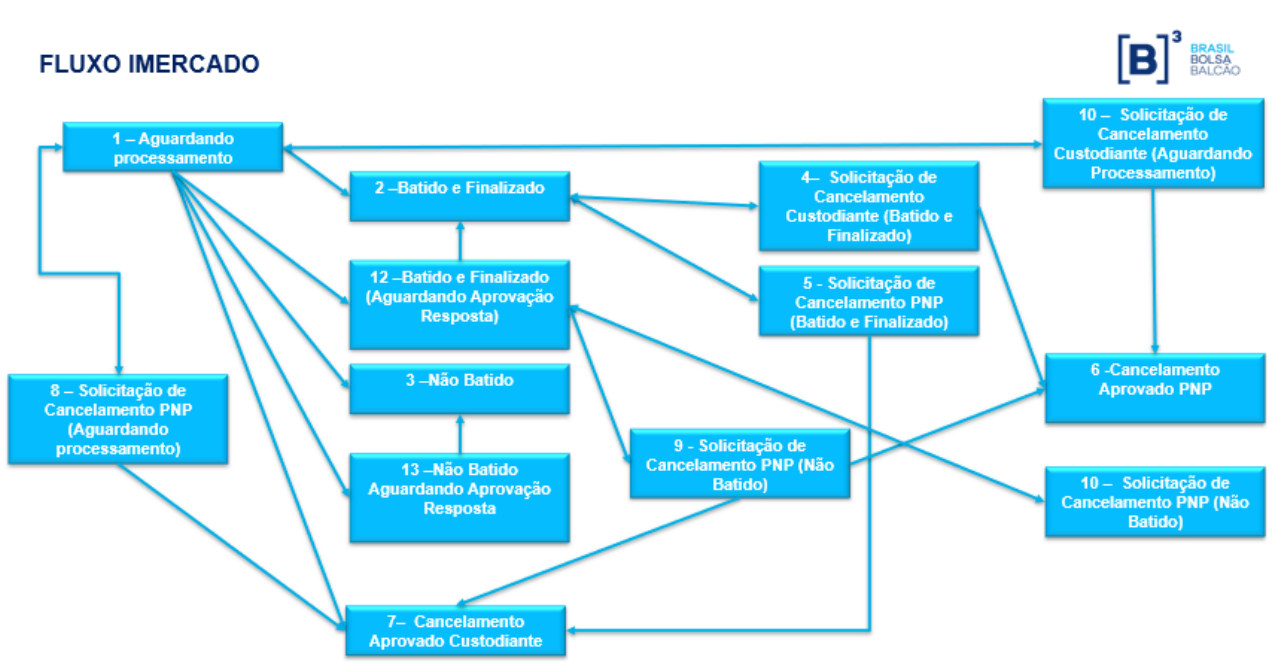 FLUXO IMERCADO
[B]³
BRASIL
BOLSA
BALCÃO
1 – Aguardando
processamento
10 – Solicitação de
Cancelamento
Custodiante (Aguardando
Processamento)
2 –Batido e Finalizado
4– Solicitação de
Cancelamento
Custodiante (Batido e
Finalizado)
12 –Batido e Finalizado
(Aguardando Aprovação
Resposta)
5 - Solicitação de
Cancelamento PNP
(Batido e Finalizado)
3 –Não Batido
6 -Cancelamento
Aprovado PNP
8 – Solicitação de
Cancelamento PNP
(Aguardando
processamento)
13 –Não Batido
Aguardando Aprovação
Resposta
9 - Solicitação de
Cancelamento PNP (Não
Batido)
10 – Solicitação de
Cancelamento PNP (Não
Batido)
7– Cancelamento
Aprovado Custodiante